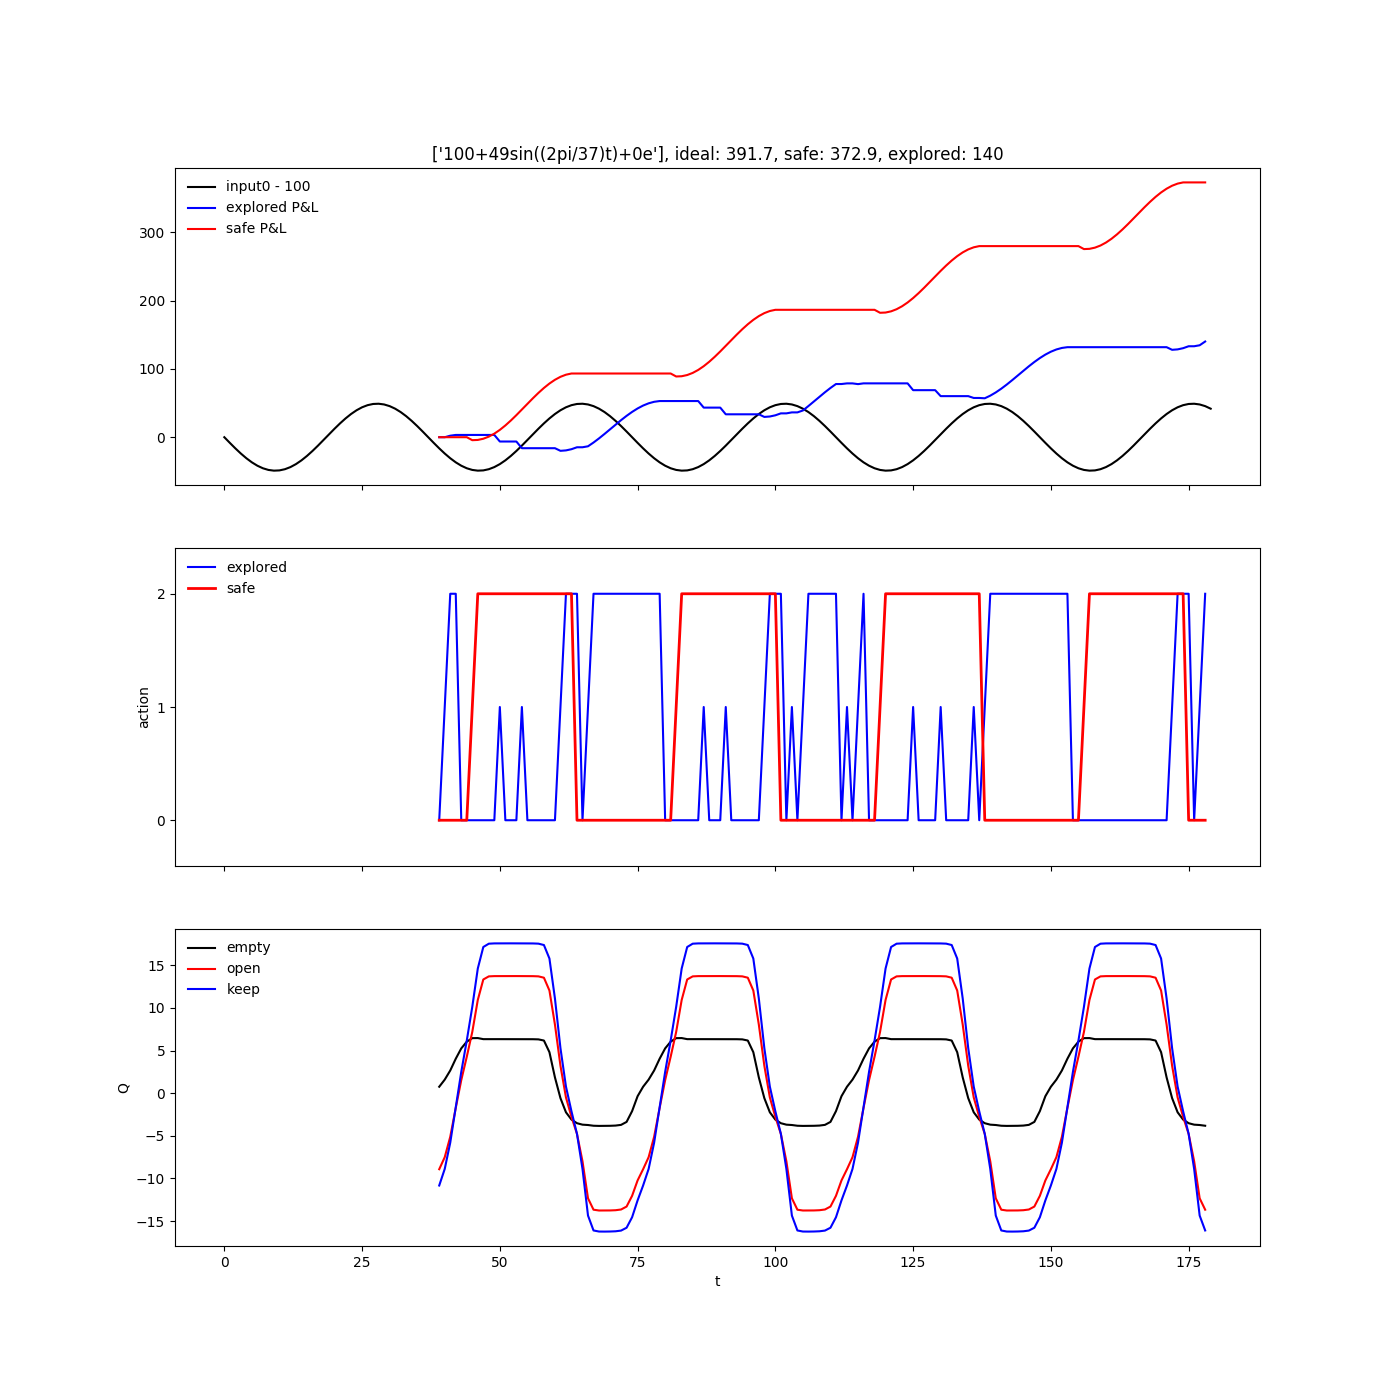 ['100+49sin((2pi/37)t)+0e'], ideal: 391.7, safe: 372.9, explored: 140
input0 - 100
explored P&L
safe P&L
300
200
100
0
explored
safe
2
1
0
action
empty
open
keep
15
10
5
0
−5
−10
−15
Q
0 25 50 75 100 125 150 175
t